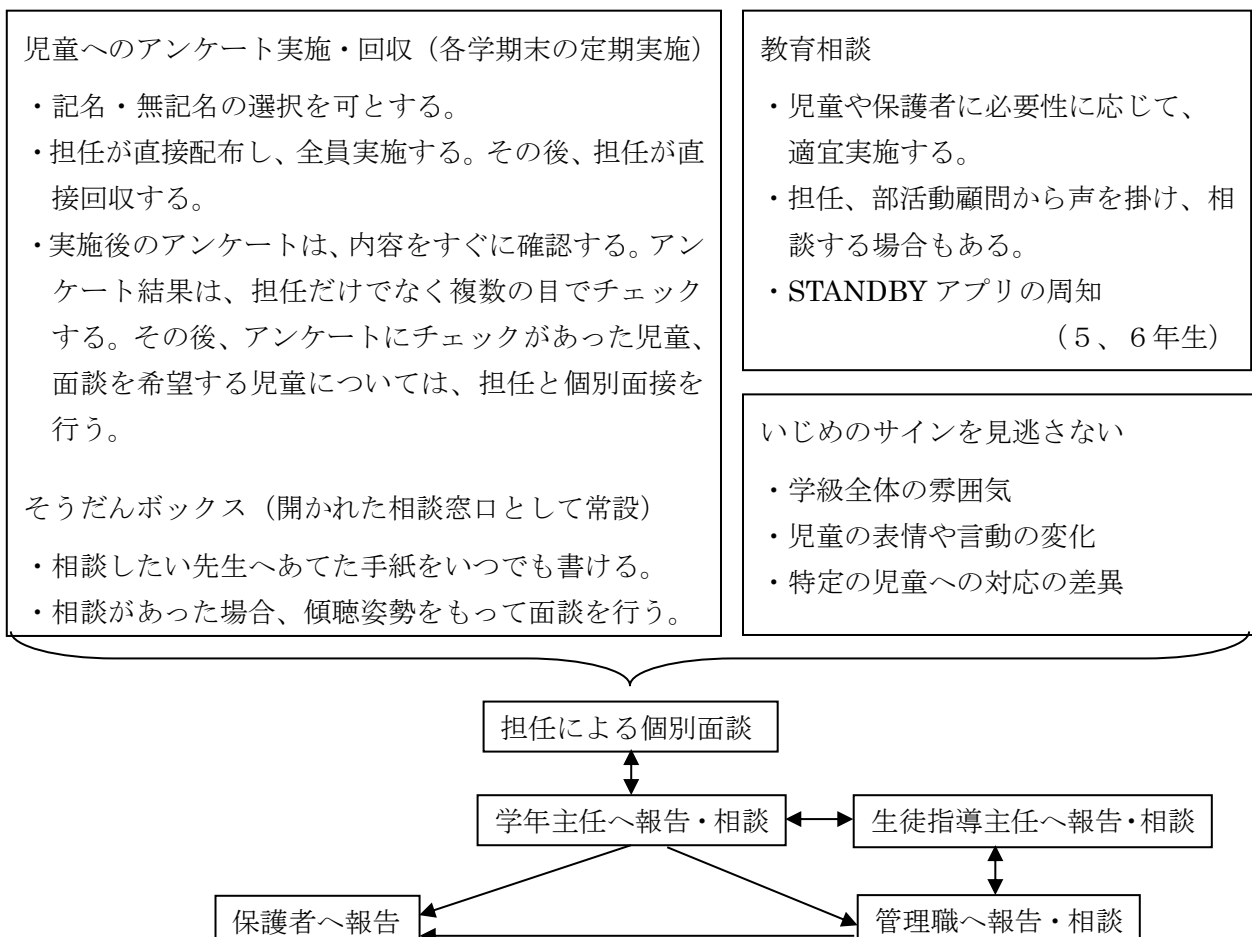 児童へのアンケート実施・回収（各学期末の定期実施）
・記名・無記名の選択を可とする。
・担任が直接配布し、全員実施する。その後、担任が直
接回収する。
・実施後のアンケートは、内容をすぐに確認する。アン
ケート結果は、担任だけでなく複数の目でチェック
する。その後、アンケートにチェックがあった児童、
面談を希望する児童については、担任と個別面接を
行う。
そうだんボックス（開かれた相談窓口として常設）
・相談したい先生へあてた手紙をいつでも書ける。
・相談があった場合、傾聴姿勢をもって面談を行う。
教育相談
・児童や保護者に必要性に応じて、
適宜実施する。
・担任、部活動顧問から声を掛け、相
談する場合もある。
・STANDBY アプリの周知
（５、６年生）
いじめのサインを見逃さない
・学級全体の雰囲気
・児童の表情や言動の変化
・特定の児童への対応の差異
担任による個別面談
学年主任へ報告・相談
生徒指導主任へ報告・相談
保護者へ報告
管理職へ報告・相談